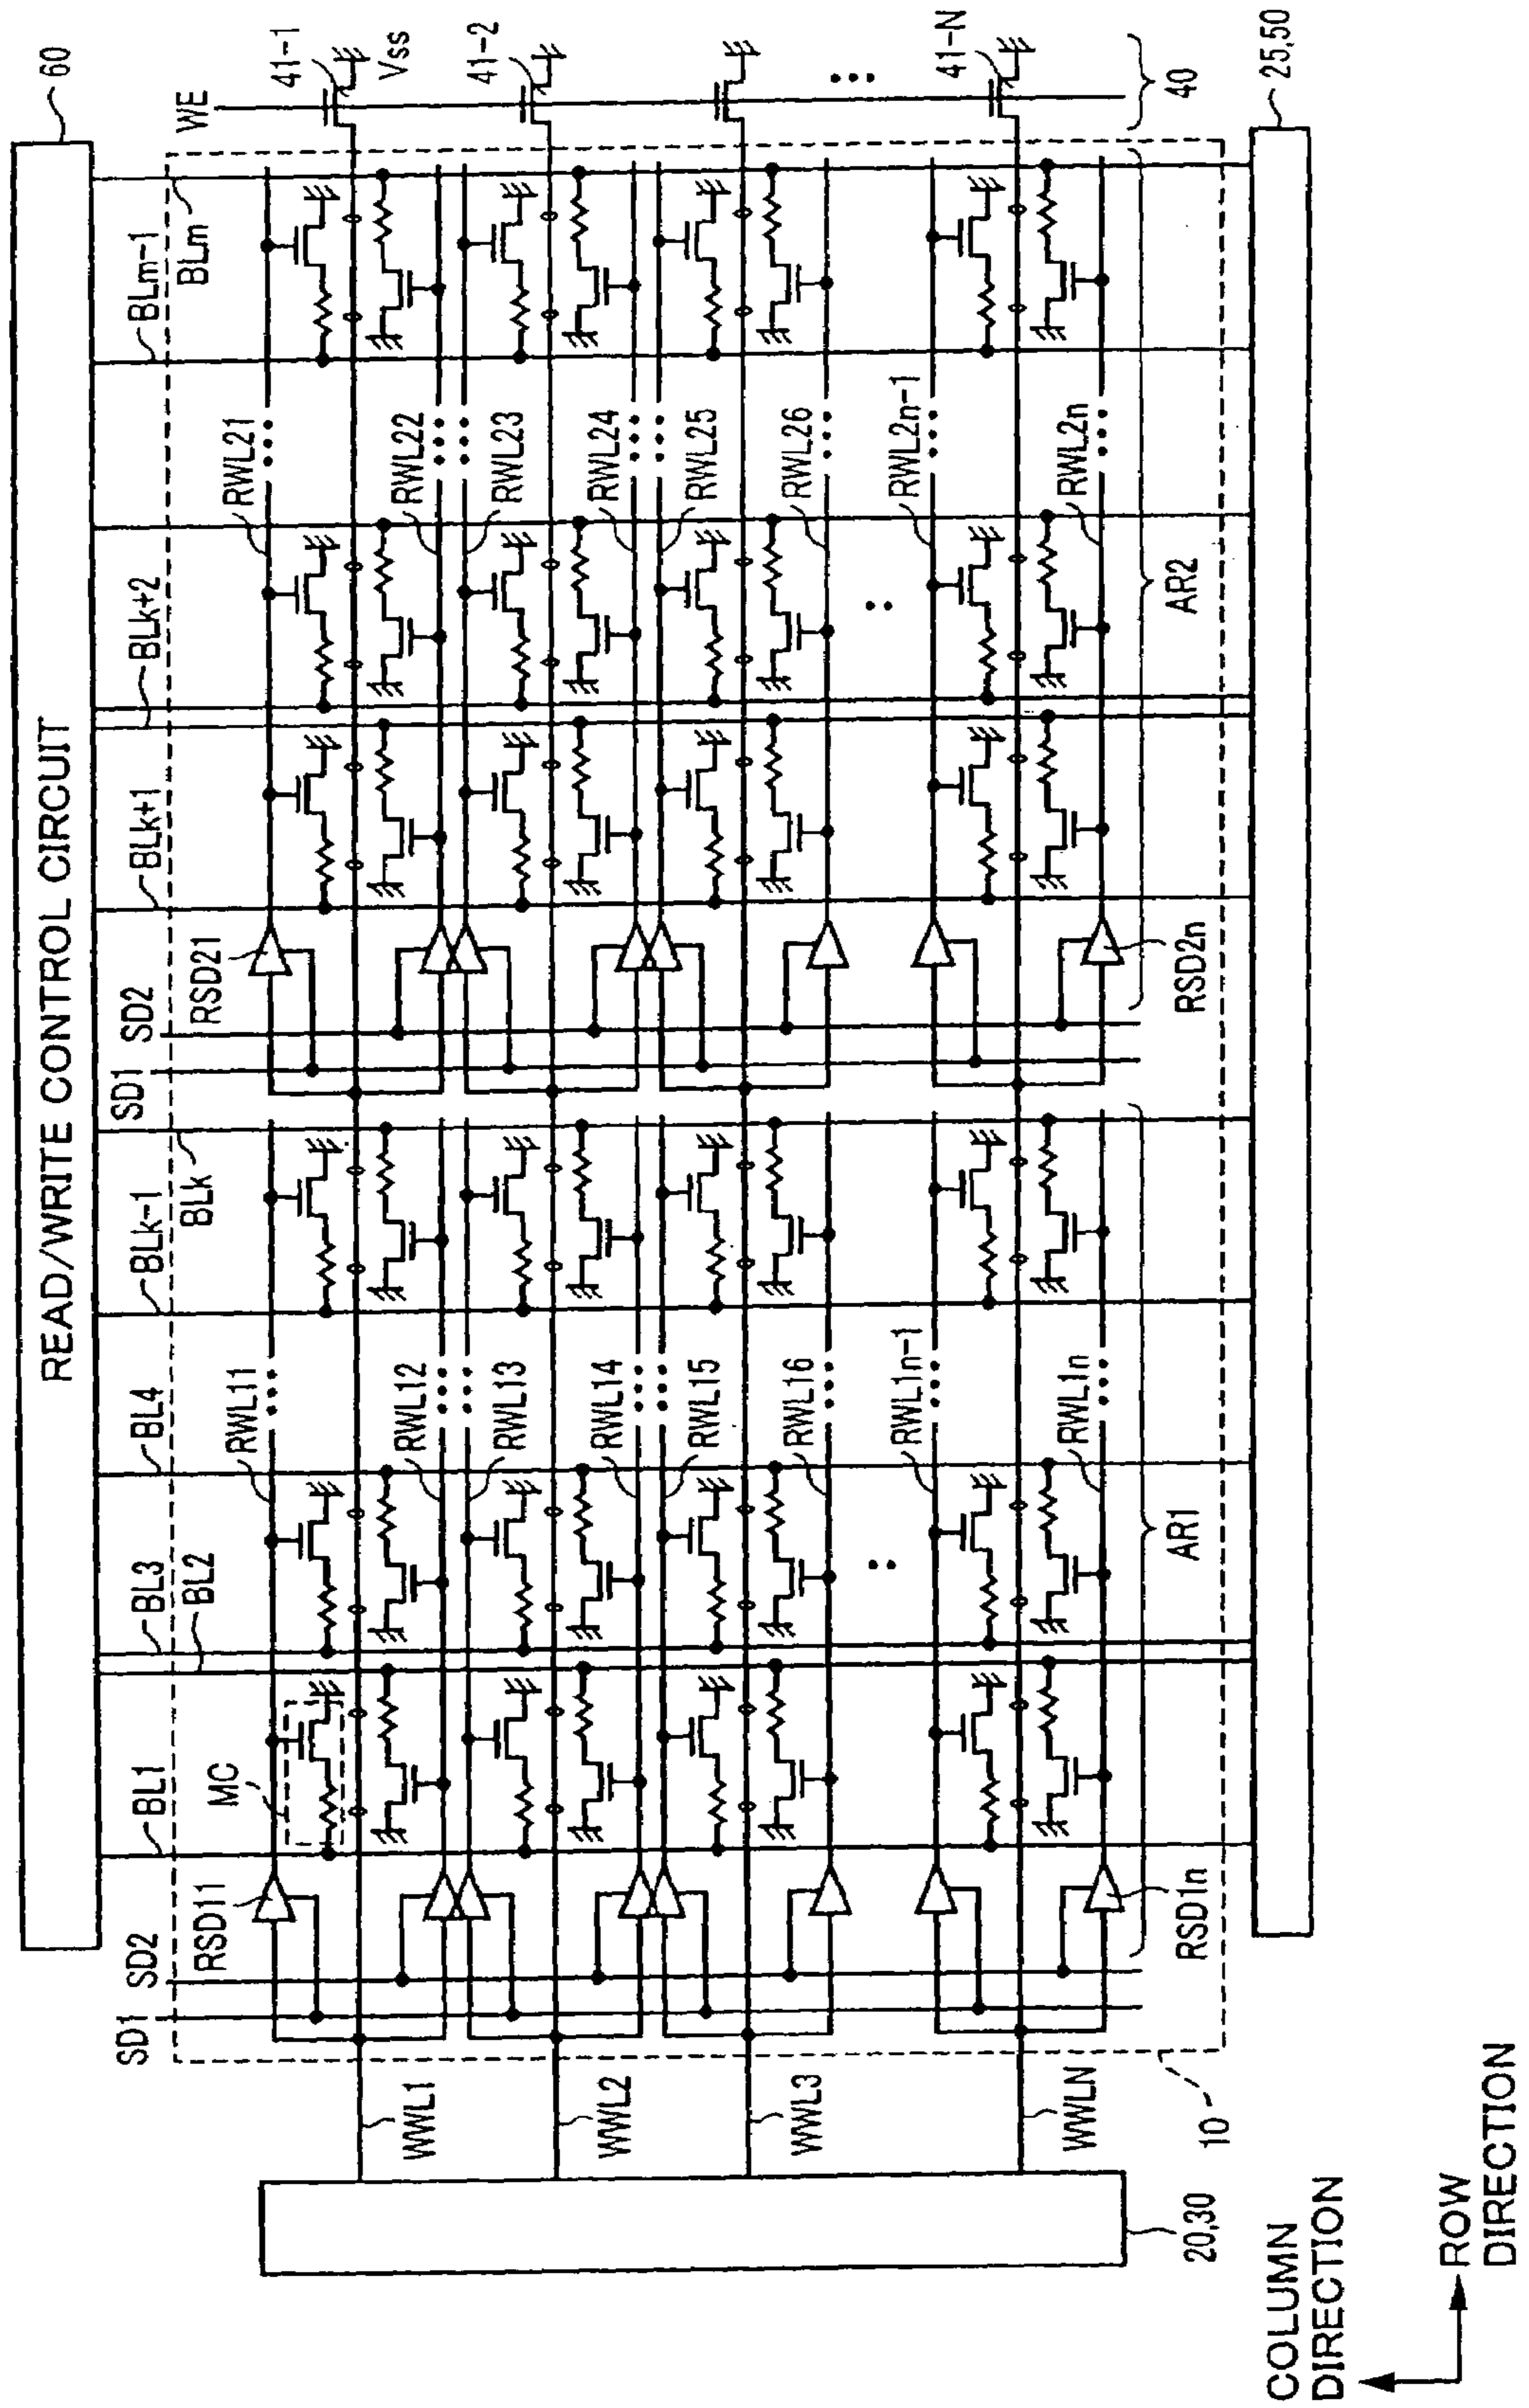 READ/WRITE CONTROL CIRCUIT
60
SD1
SD2
BL1
BL2
BL3
BL4
BLk-1
BLk
SD1
SD2
BLk+1
BLk+2
BLm-1
BLm
WE
RSD11
MC
RWL11
RSD21
RWL21
41-1
Vss
WWL1
RWL12
RWL22
RWL13
RWL23
41-2
WWL2
RWL14
RWL24
RWL15
RWL25
WWL3
RWL16
RWL26
RWL1n-1
RWL2n-1
41-N
WWLN
RWL1n
RWL2n
RSD1n
AR1
RSD2n
AR2
40
10
20,30
25,50
COLUMN
DIRECTION
ROW
DIRECTION